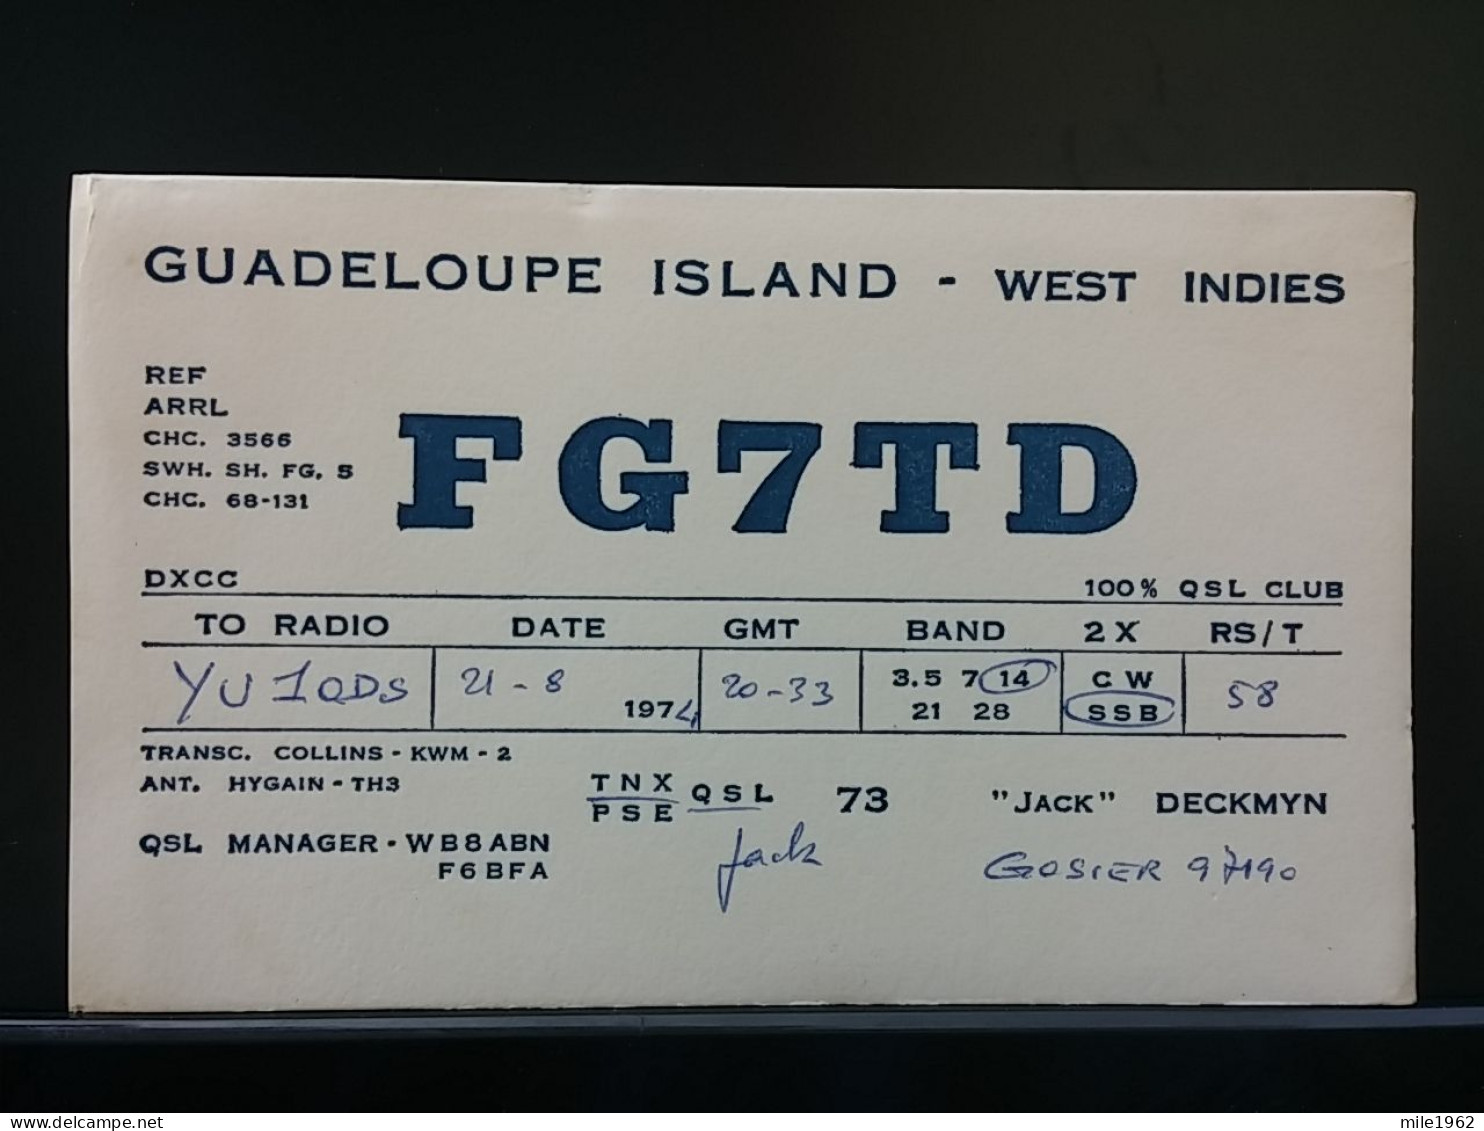 GUADELOUPE ISLAND - WEST INDIES
REF
ARRL
CHC. 3566
SWH. SH. FG. 5
CHC. 68-131
FG7TD
DXCC
100% QSL CLUB
TO RADIO DATE GMT BAND 2X RS/T
YU1QDS 21-8 1974 20-33 3.5 7 14 CW 58
21 28 SSB
TRANSC. COLLINS - KWM - 2
ANT. HYGAIN - TH3
TNX QSL 73 "JACK" DECKMYN
PSE
QSL MANAGER - WB8ABN
F6BFA
Jack
GOSIER 97190
mile1962